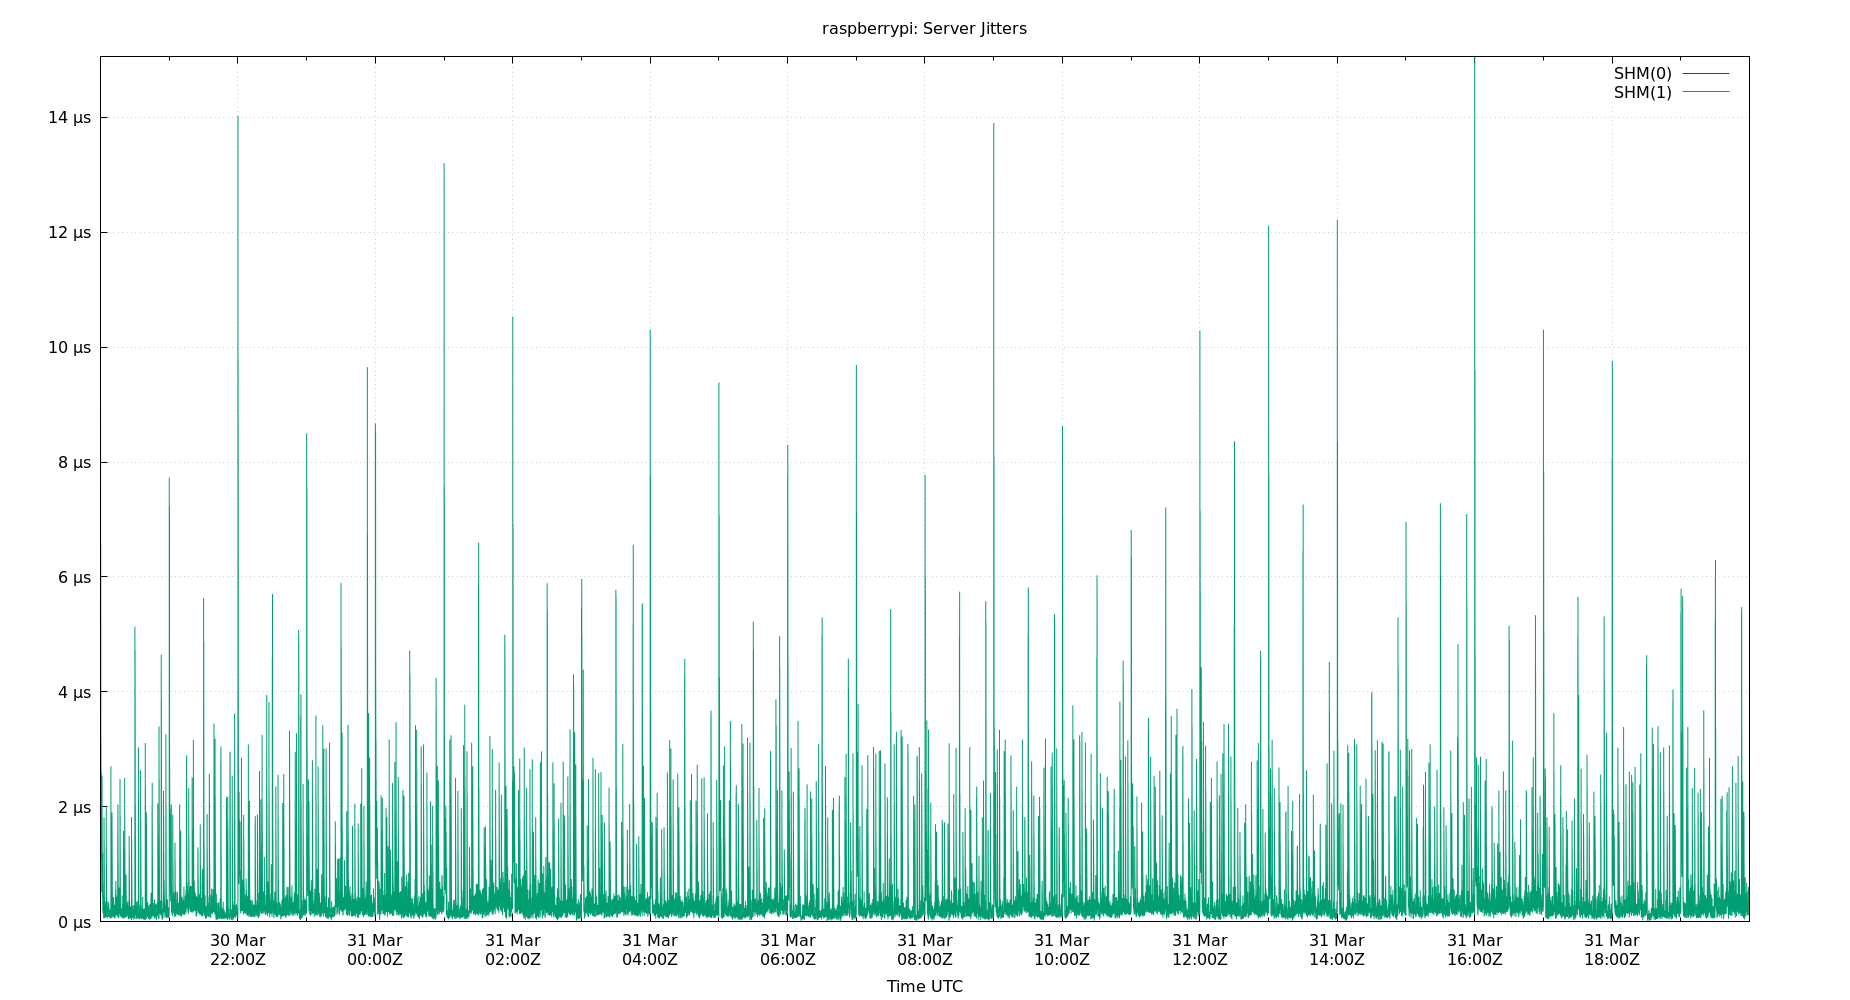 raspberrypi: Server Jitters
SHM(0)
SHM(1)
14 µs
12 µs
10 µs
8 µs
6 µs
4 µs
2 µs
0 µs
30 Mar 31 Mar 31 Mar 31 Mar 31 Mar 31 Mar 31 Mar 31 Mar 31 Mar 31 Mar 31 Mar
22:00Z 00:00Z 02:00Z 04:00Z 06:00Z 08:00Z 10:00Z 12:00Z 14:00Z 16:00Z 18:00Z
Time UTC